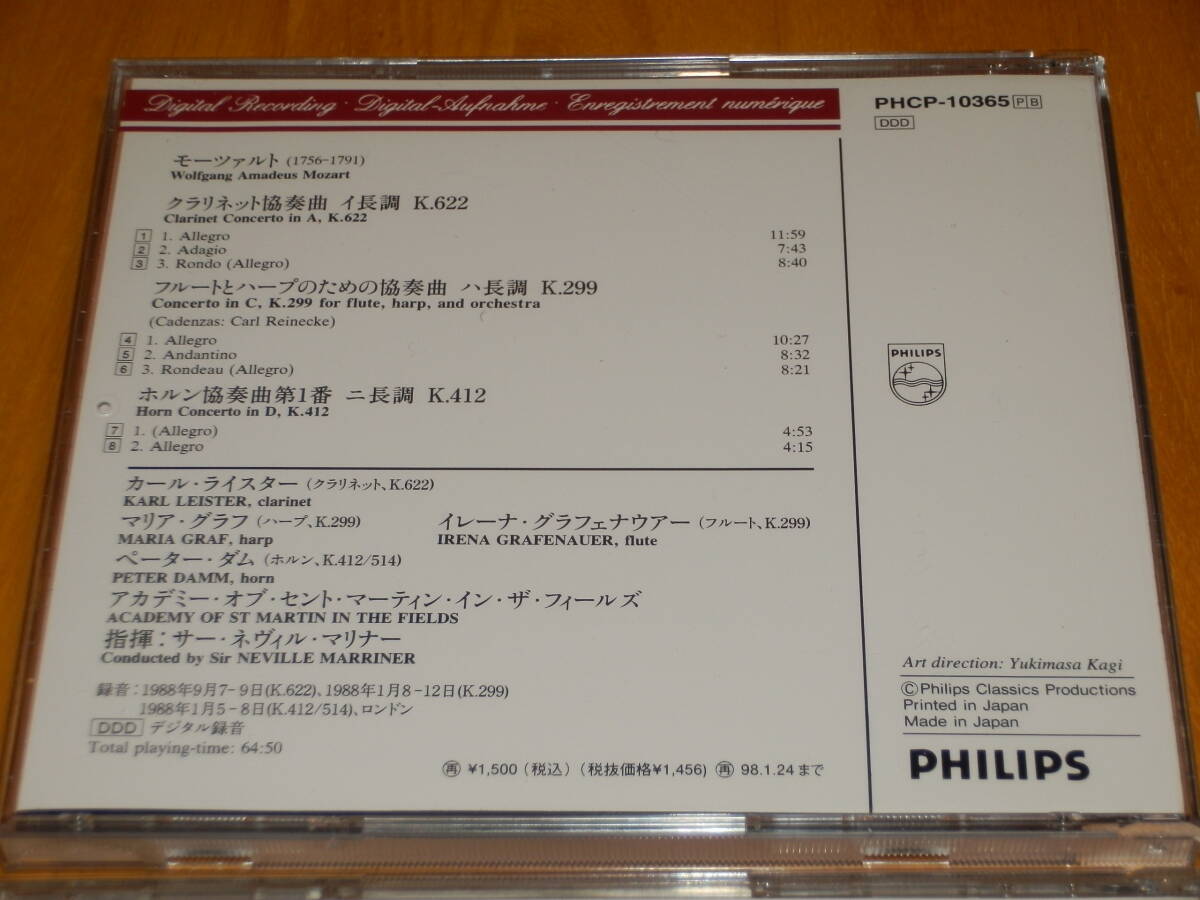 Digital Recording · Digital-Aufnahme · Enregistrement numérique
PHCP-10365 P B
DDD
モーツァルト (1756-1791)
Wolfgang Amadeus Mozart
クラリネット協奏曲 イ長調 K.622
Clarinet Concerto in A, K.622
1 1. Allegro 11:59
2 2. Adagio 7:43
3 3. Rondo (Allegro) 8:40
フルートとハープのための協奏曲 ハ長調 K.299
Concerto in C, K.299 for flute, harp, and orchestra
(Cadenzas: Carl Reinecke)
4 1. Allegro 10:27
5 2. Andantino 8:32
6 3. Rondeau (Allegro) 8:21
ホルン協奏曲第1番 ニ長調 K.412
Horn Concerto in D, K.412
7 1. (Allegro) 4:53
8 2. Allegro 4:15
カール・ライスター (クラリネット、K.622)
KARL LEISTER, clarinet
マリア・グラフ (ハープ、K.299) イレーナ・グラフェナウアー (フルート、K.299)
MARIA GRAF, harp IRENA GRAFENAUER, flute
ペーター・ダム (ホルン、K.412/514)
PETER DAMM, horn
アカデミー・オブ・セント・マーティン・イン・ザ・フィールズ
ACADEMY OF ST MARTIN IN THE FIELDS
指揮：サー・ネヴィル・マリナー
Conducted by Sir NEVILLE MARRINER
録音：1988年9月7-9日(K.622)、1988年1月8-12日(K.299)
1988年1月5-8日(K.412/514)、ロンドン
DDD デジタル録音
Total playing-time: 64:50
再 ¥1,500 (税込) (税抜価格¥1,456) 再 98.1.24まで
PHILIPS
Art direction: Yukimasa Kagi
©Philips Classics Productions
Printed in Japan
Made in Japan
PHILIPS